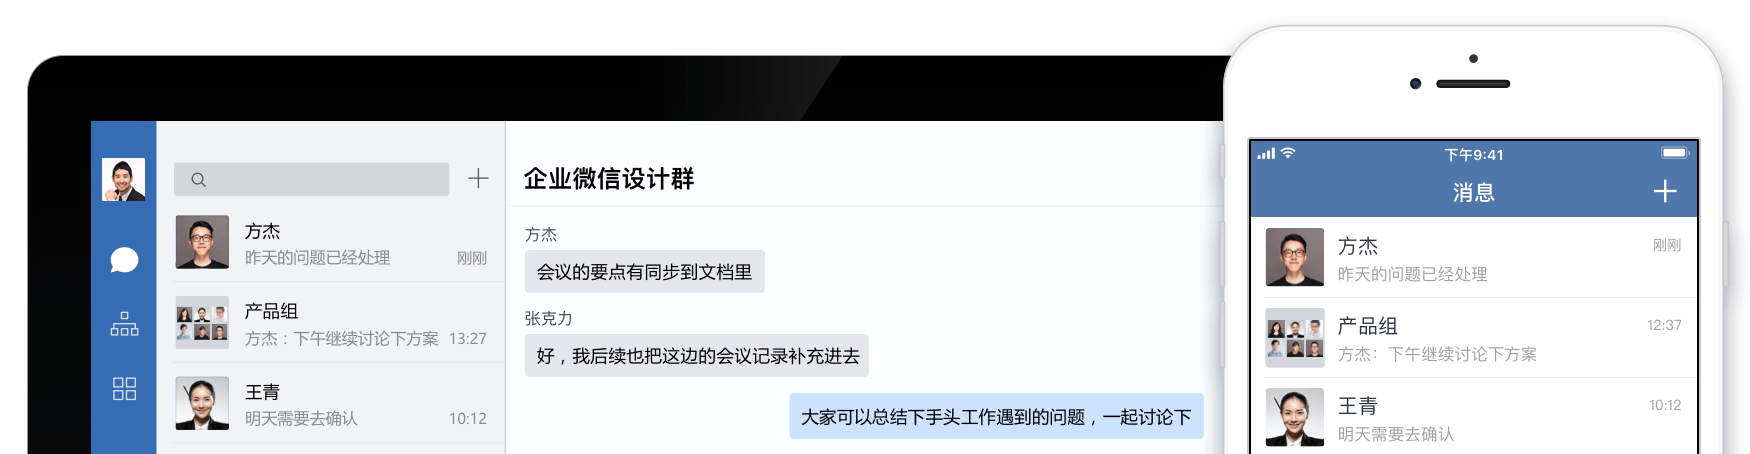 企业微信设计群
方杰
昨天的问题已经处理
刚刚
产品组
方杰：下午继续讨论下方案
13:27
王青
明天需要去确认
10:12
方杰
会议的要点有同步到文档里
张克力
好，我后续也把这边的会议记录补充进去
大家可以总结下手头工作遇到的问题，一起讨论下
下午9:41
消息
方杰
刚刚
昨天的问题已经处理
产品组
12:37
方杰：下午继续讨论下方案
王青
10:12
明天需要去确认